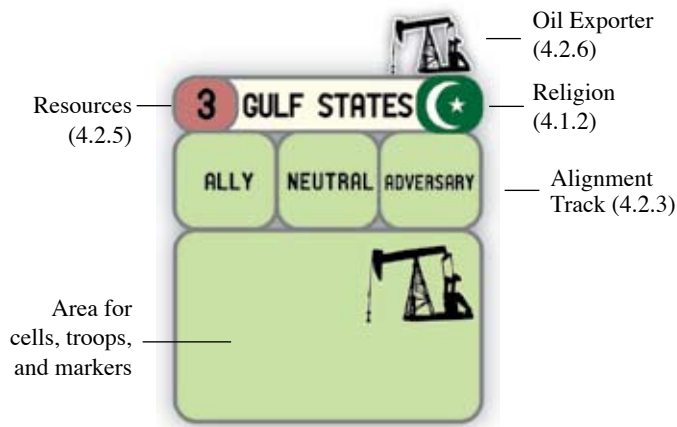 Oil Exporter
(4.2.6)
Resources
(4.2.5)
3 GULF STATES
Religion
(4.1.2)
ALLY NEUTRAL ADVERSARY
Alignment
Track (4.2.3)
Area for
cells, troops,
and markers